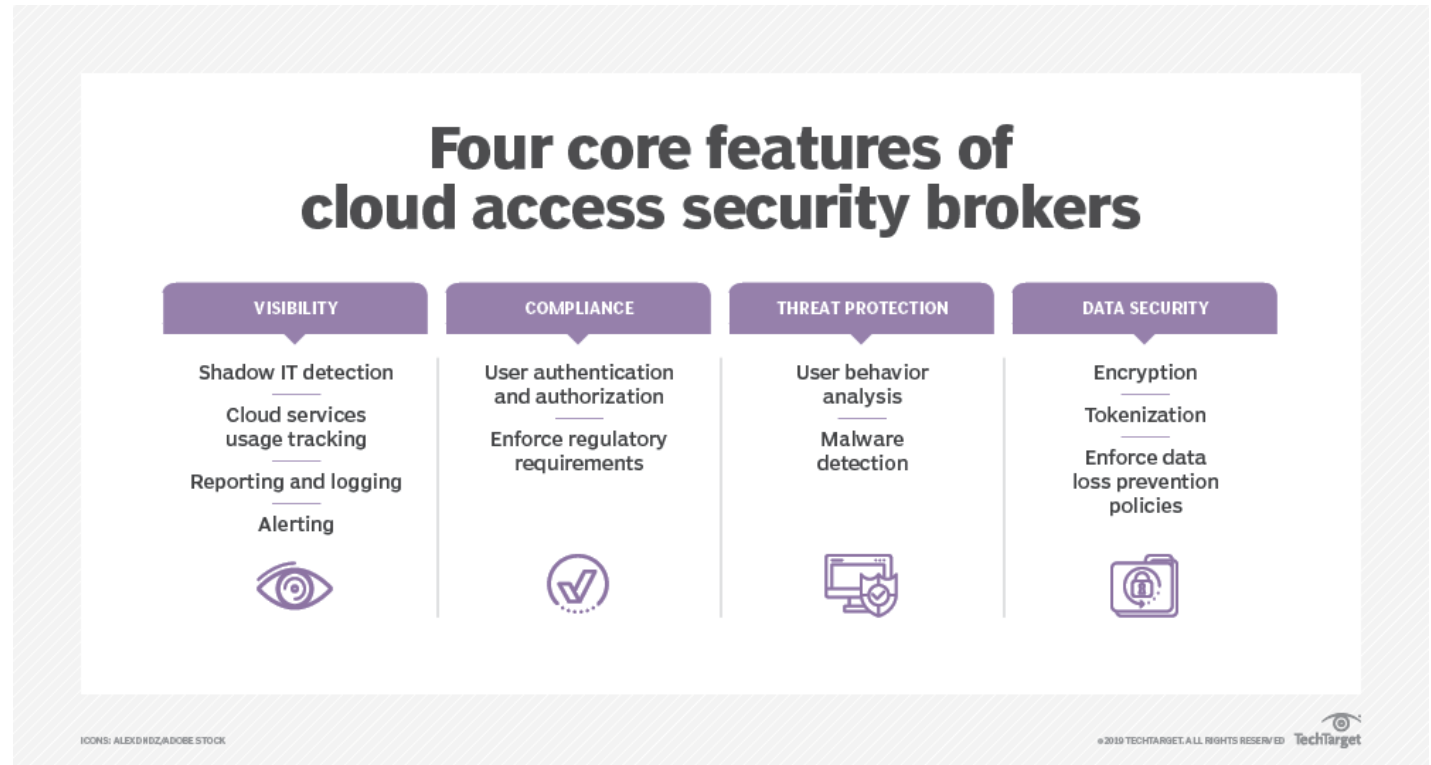 Four core features of
cloud access security brokers
VISIBILITY
Shadow IT detection
Cloud services
usage tracking
Reporting and logging
Alerting
COMPLIANCE
User authentication
and authorization
Enforce regulatory
requirements
THREAT PROTECTION
User behavior
analysis
Malware
detection
DATA SECURITY
Encryption
Tokenization
Enforce data
loss prevention
policies
ICONS: ALEXDNDZ/ADOBE STOCK
©2019 TECHTARGET. ALL RIGHTS RESERVED TechTarget